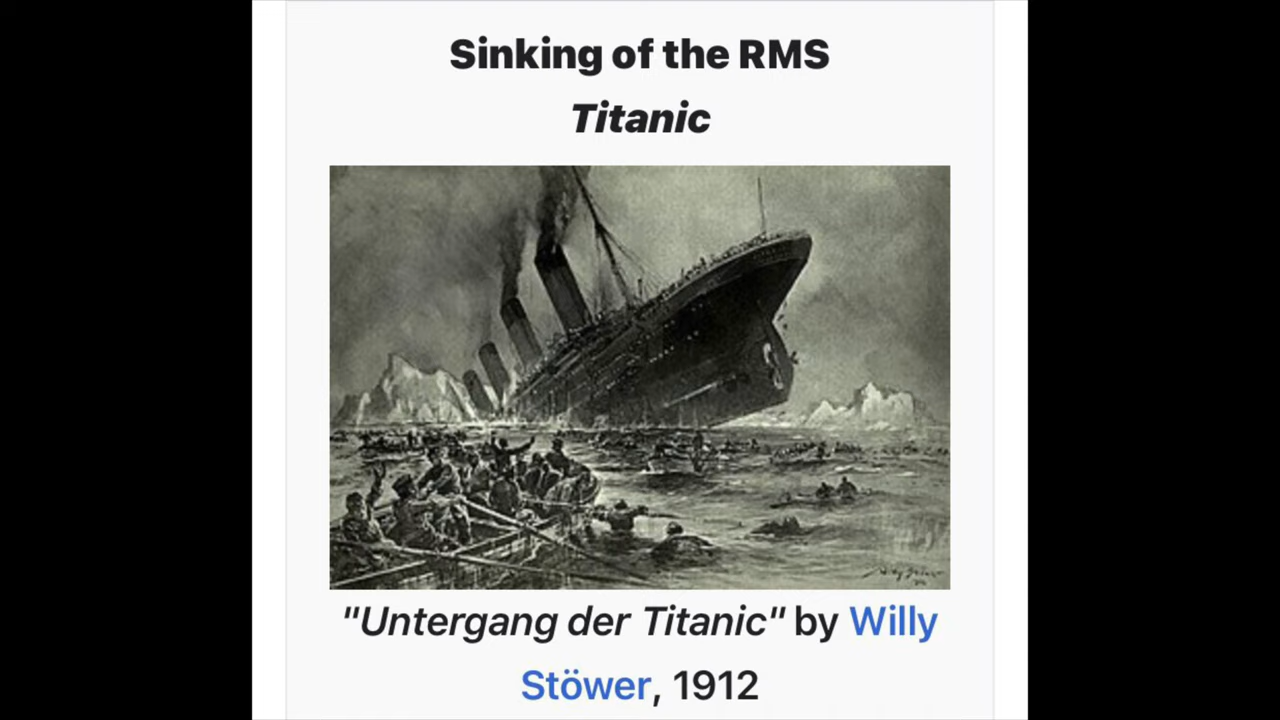 Sinking of the RMS
Titanic
"Untergang der Titanic" by Willy
Stöwer, 1912